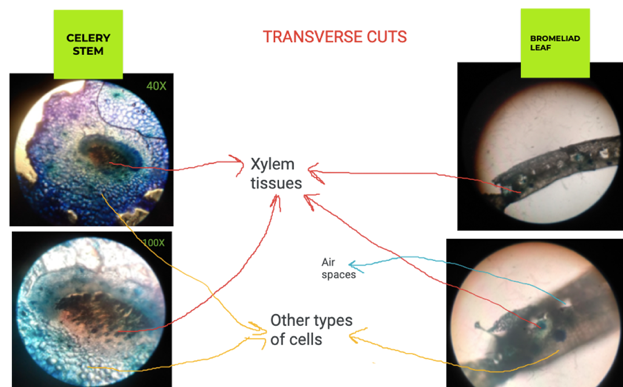 CELERY
STEM
TRANSVERSE CUTS
BROMELIAD
LEAF
40X
Xylem
tissues
100X
Air
spaces
Other types
of cells